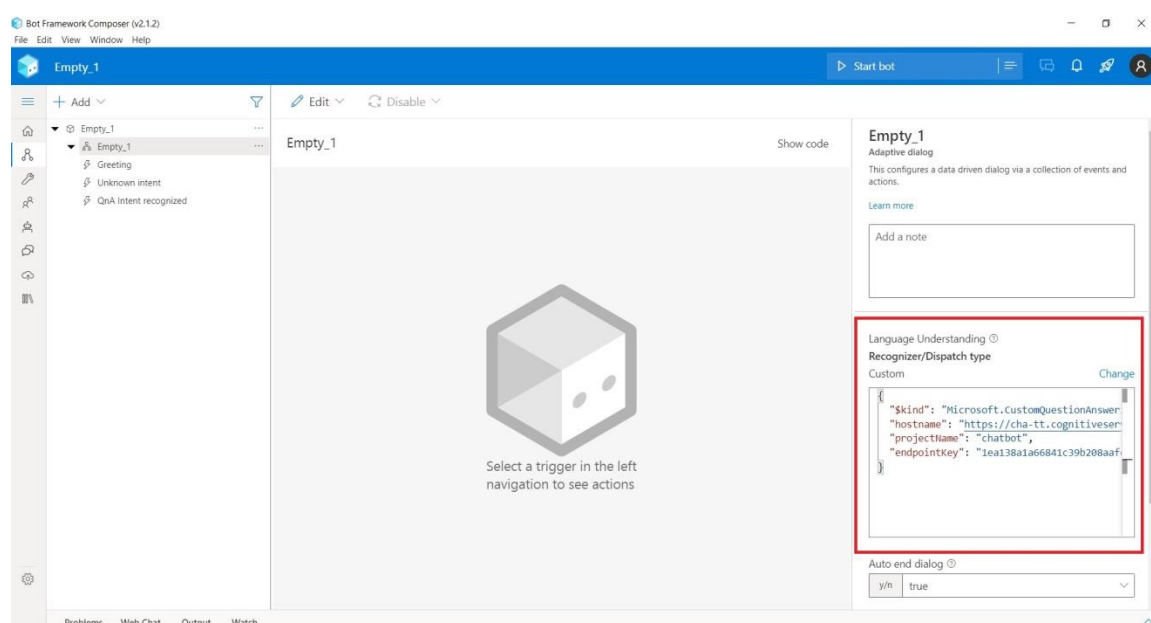 Bot Framework Composer (v2.1.2)
File Edit View Window Help
Empty_1
Start bot
Add
Edit
Disable
Empty_1
Empty_1
Greeting
Unknown intent
QnA Intent recognized
Empty_1
Show code
Select a trigger in the left
navigation to see actions
Empty_1
Adaptive dialog
This configures a data driven dialog via a collection of events and
actions.
Learn more
Add a note
Language Understanding
Recognizer/Dispatch type
Custom
Change
{
"$kind": "Microsoft.CustomQuestionAnswer
"hostname": "https://cha-tt.cognitiveser
"projectName": "chatbot",
"endpointKey": "1ea138a1a66841c39b208aaf
}
Auto end dialog
y/n true
Problems Web Chat Output Watch